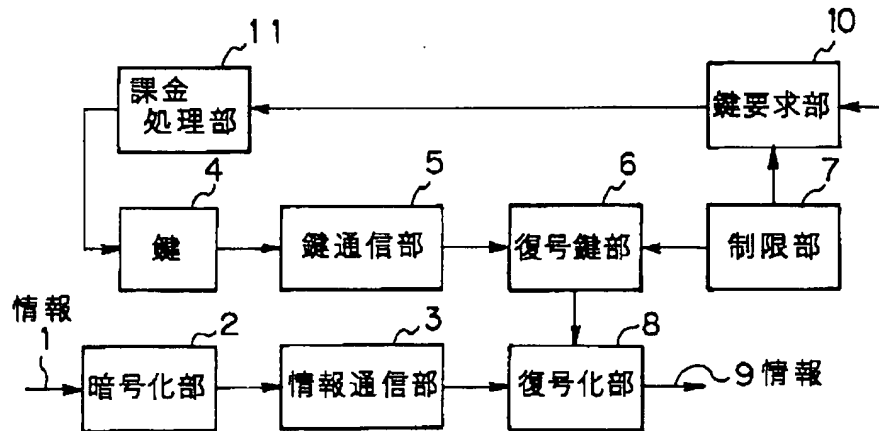 11
10
課金
処理部
鍵要求部
4
5
6
7
鍵
鍵通信部
復号鍵部
制限部
情報
1
2
3
8
暗号化部
情報通信部
復号化部
9 情報